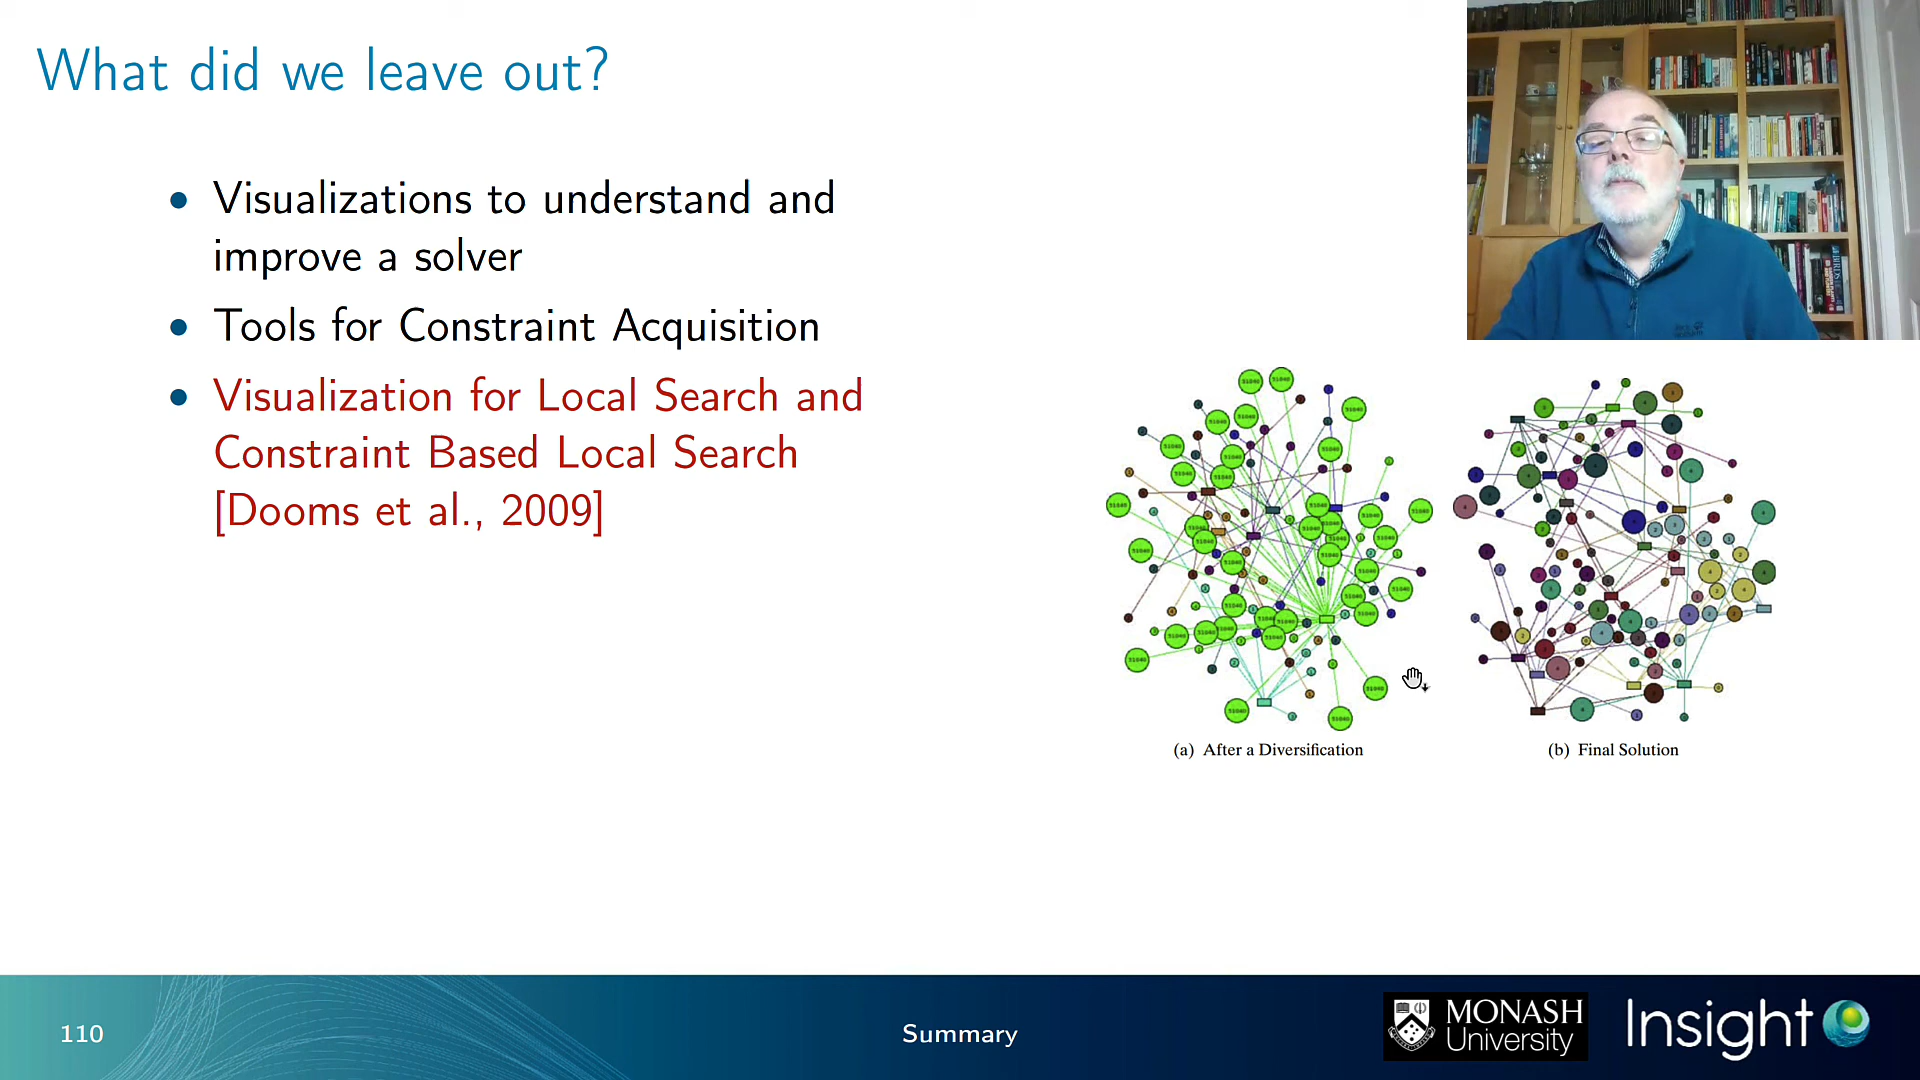 What did we leave out?
• Visualizations to understand and
improve a solver
• Tools for Constraint Acquisition
• Visualization for Local Search and
Constraint Based Local Search
[Dooms et al., 2009]
(a) After a Diversification
(b) Final Solution
110
Summary
MONASH
University
Insight